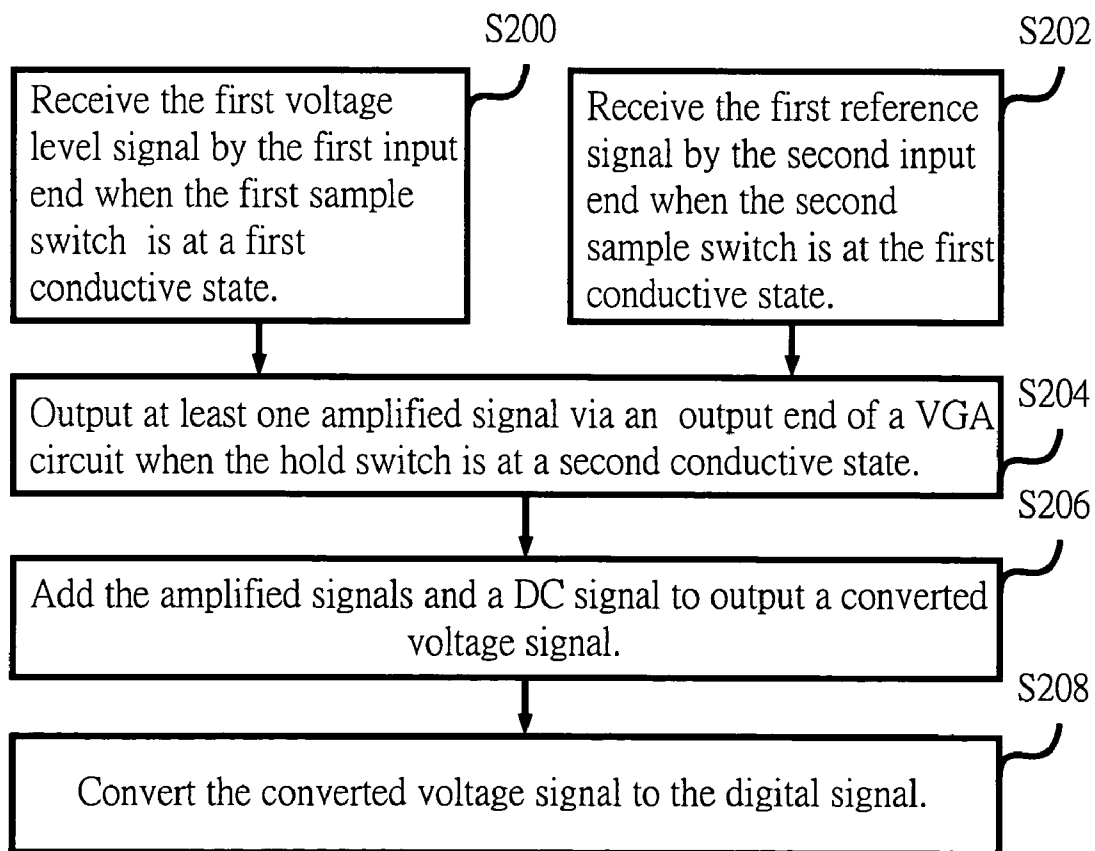 S200
Receive the first voltage
level signal by the first input
end when the first sample
switch is at a first
conductive state.
S202
Receive the first reference
signal by the second input
end when the second
sample switch is at the first
conductive state.
S204
Output at least one amplified signal via an output end of a VGA
circuit when the hold switch is at a second conductive state.
S206
Add the amplified signals and a DC signal to output a converted
voltage signal.
S208
Convert the converted voltage signal to the digital signal.